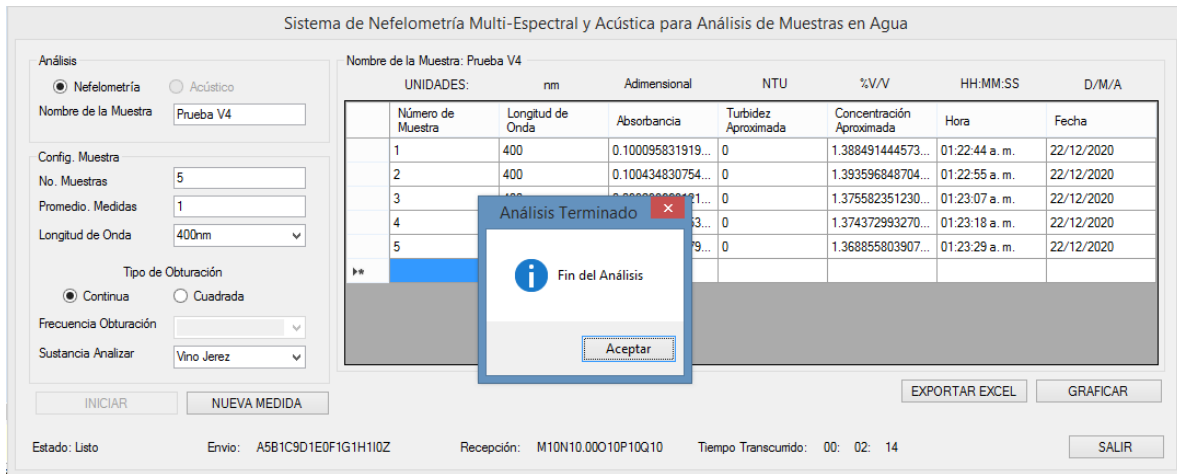 Sistema de Nefelometría Multi-Espectral y Acústica para Análisis de Muestras en Agua
Análisis
Nefelometría Acústico
Nombre de la Muestra Prueba V4
Config. Muestra
No. Muestras 5
Promedio. Medidas 1
Longitud de Onda 400nm
Tipo de Obturación
Continua Cuadrada
Frecuencia Obturación
Sustancia Analizar Vino Jerez
INICIAR NUEVA MEDIDA
Nombre de la Muestra: Prueba V4
UNIDADES: nm Adimensional NTU %V/V HH:MM:SS D/M/A
Número de Muestra Longitud de Onda Absorbancia Turbidez Aproximada Concentración Aproximada Hora Fecha
1 400 0.100095831919... 0 1.388491444573... 01:22:44 a. m. 22/12/2020
2 400 0.100434830754... 0 1.393596848704... 01:22:55 a. m. 22/12/2020
3 0 1.375582351230... 01:23:07 a. m. 22/12/2020
4 0 1.374372993270... 01:23:18 a. m. 22/12/2020
5 0 1.368855803907... 01:23:29 a. m. 22/12/2020
Análisis Terminado
Fin del Análisis
Aceptar
EXPORTAR EXCEL GRAFICAR
Estado: Listo Envio: A5B1C9D1E0F1G1H1I0Z Recepción: M10N10.00O10P10Q10 Tiempo Transcurrido: 00: 02: 14 SALIR